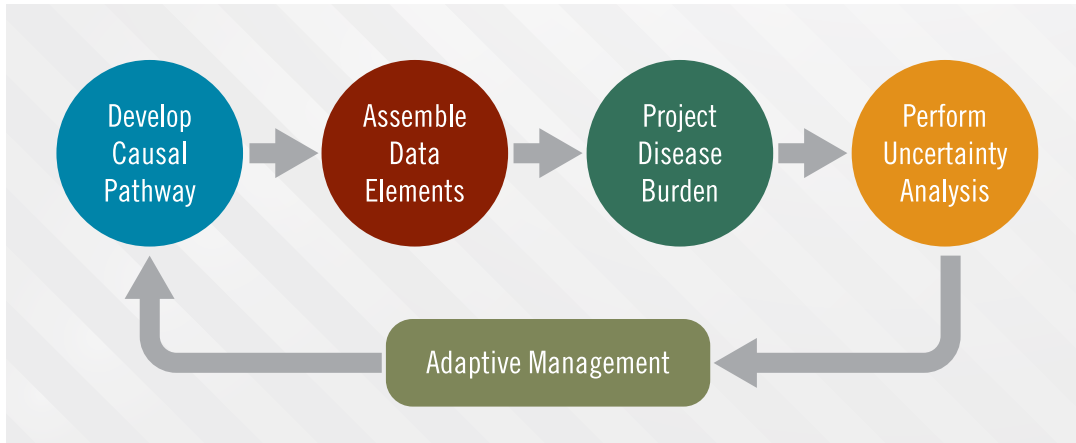 Develop
Causal
Pathway
Assemble
Data
Elements
Project
Disease
Burden
Perform
Uncertainty
Analysis
Adaptive Management